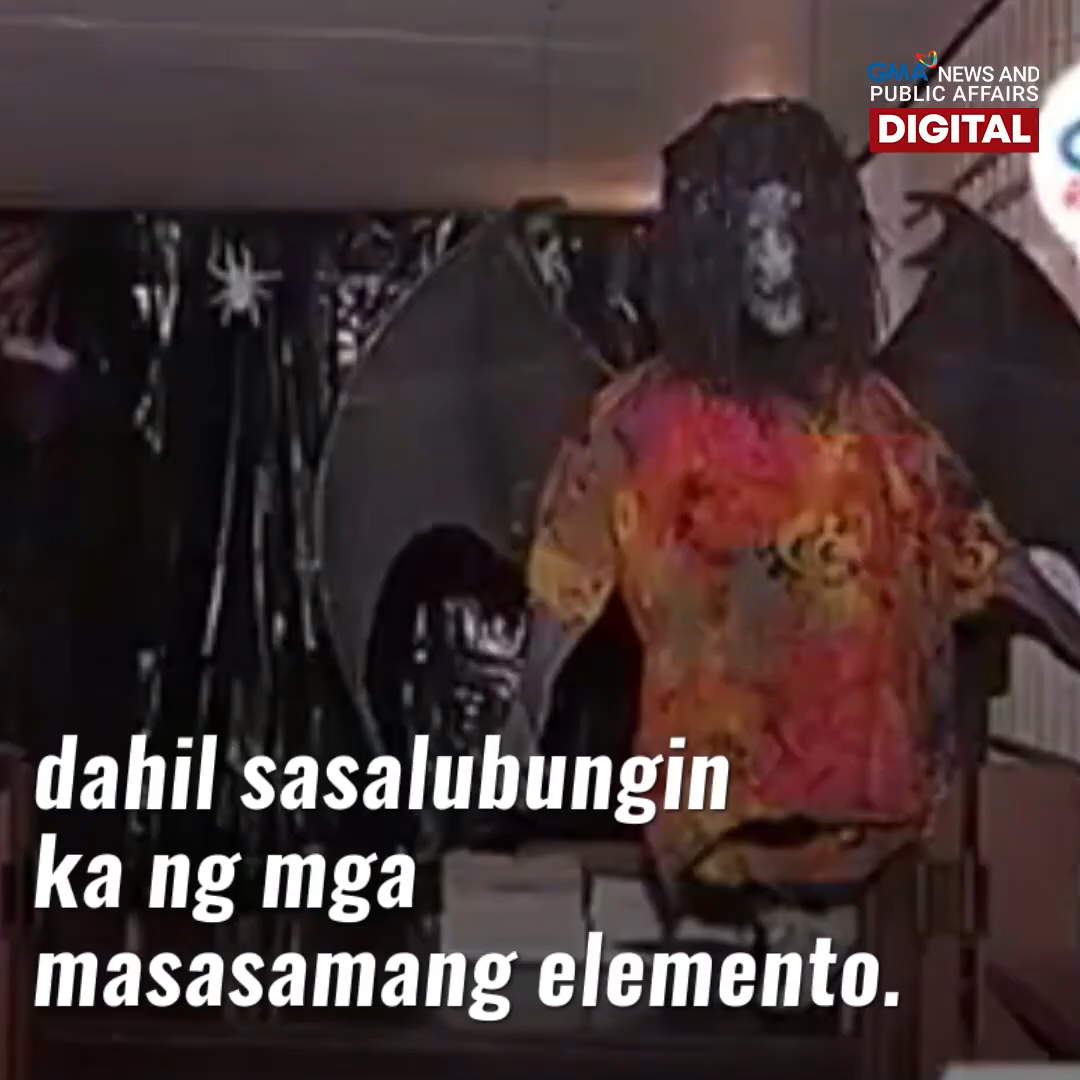 GMA NEWS AND
PUBLIC AFFAIRS
DIGITAL
dahil sasalubungin
ka ng mga
masasamang elemento.